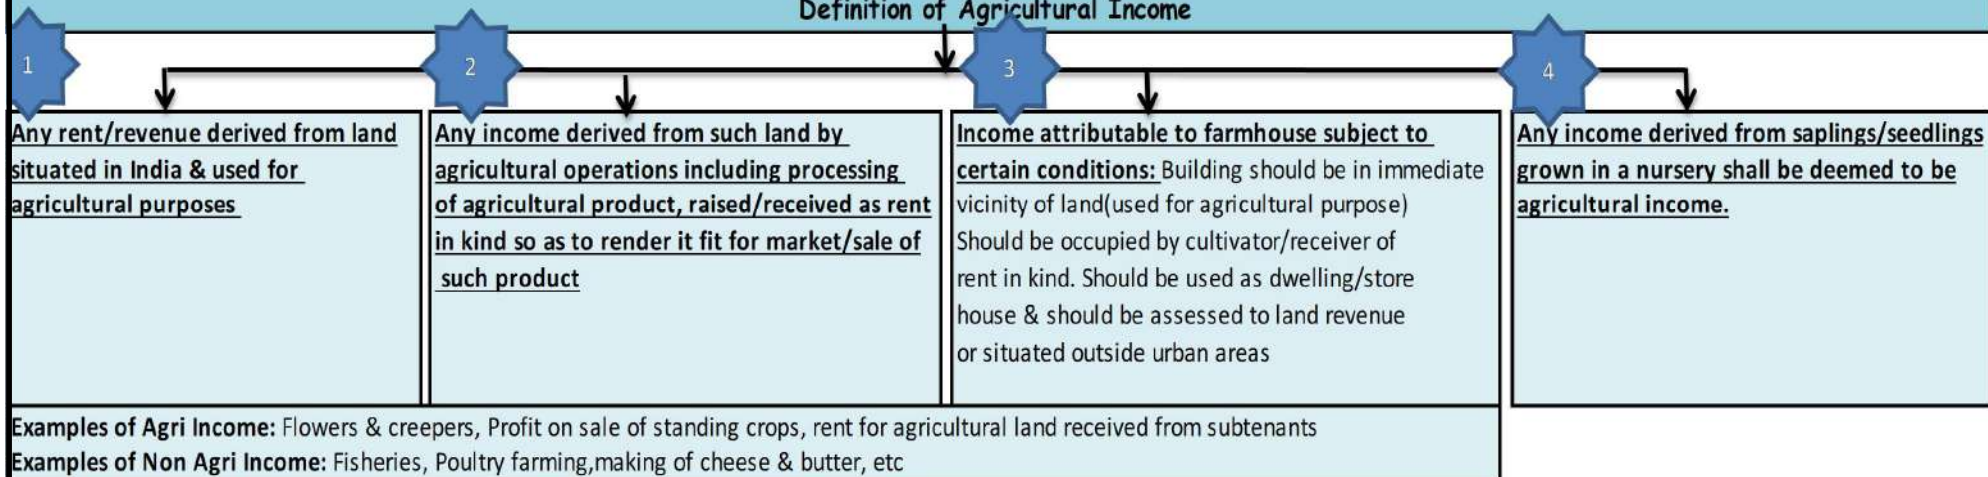 Definition of Agricultural Income
1
Any rent/revenue derived from land
situated in India & used for
agricultural purposes
2
Any income derived from such land by
agricultural operations including processing
of agricultural product, raised/received as rent
in kind so as to render it fit for market/sale of
such product
3
Income attributable to farmhouse subject to
certain conditions: Building should be in immediate
vicinity of land(used for agricultural purpose)
Should be occupied by cultivator/receiver of
rent in kind. Should be used as dwelling/store
house & should be assessed to land revenue
or situated outside urban areas
4
Any income derived from saplings/seedlings
grown in a nursery shall be deemed to be
agricultural income.
Examples of Agri Income: Flowers & creepers, Profit on sale of standing crops, rent for agricultural land received from subtenants
Examples of Non Agri Income: Fisheries, Poultry farming,making of cheese & butter, etc